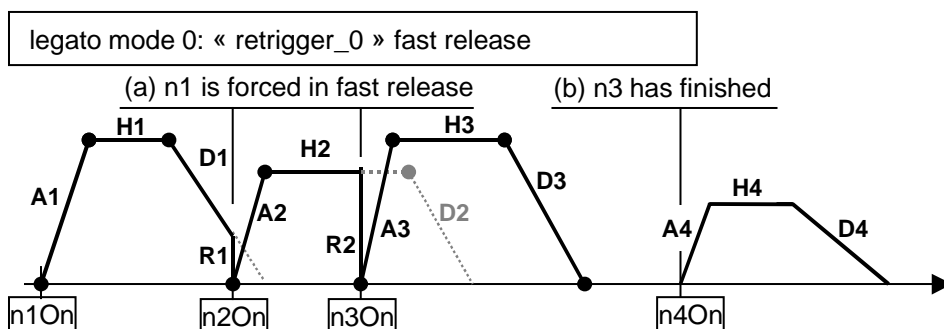 legato mode 0: « retrigger_0 » fast release
(a) n1 is forced in fast release (b) n3 has finished
H1 H3
D1 H2
A1 D3 H4
A2 D2
A3 A4 D4
R1 R2
n1On n2On n3On n4On